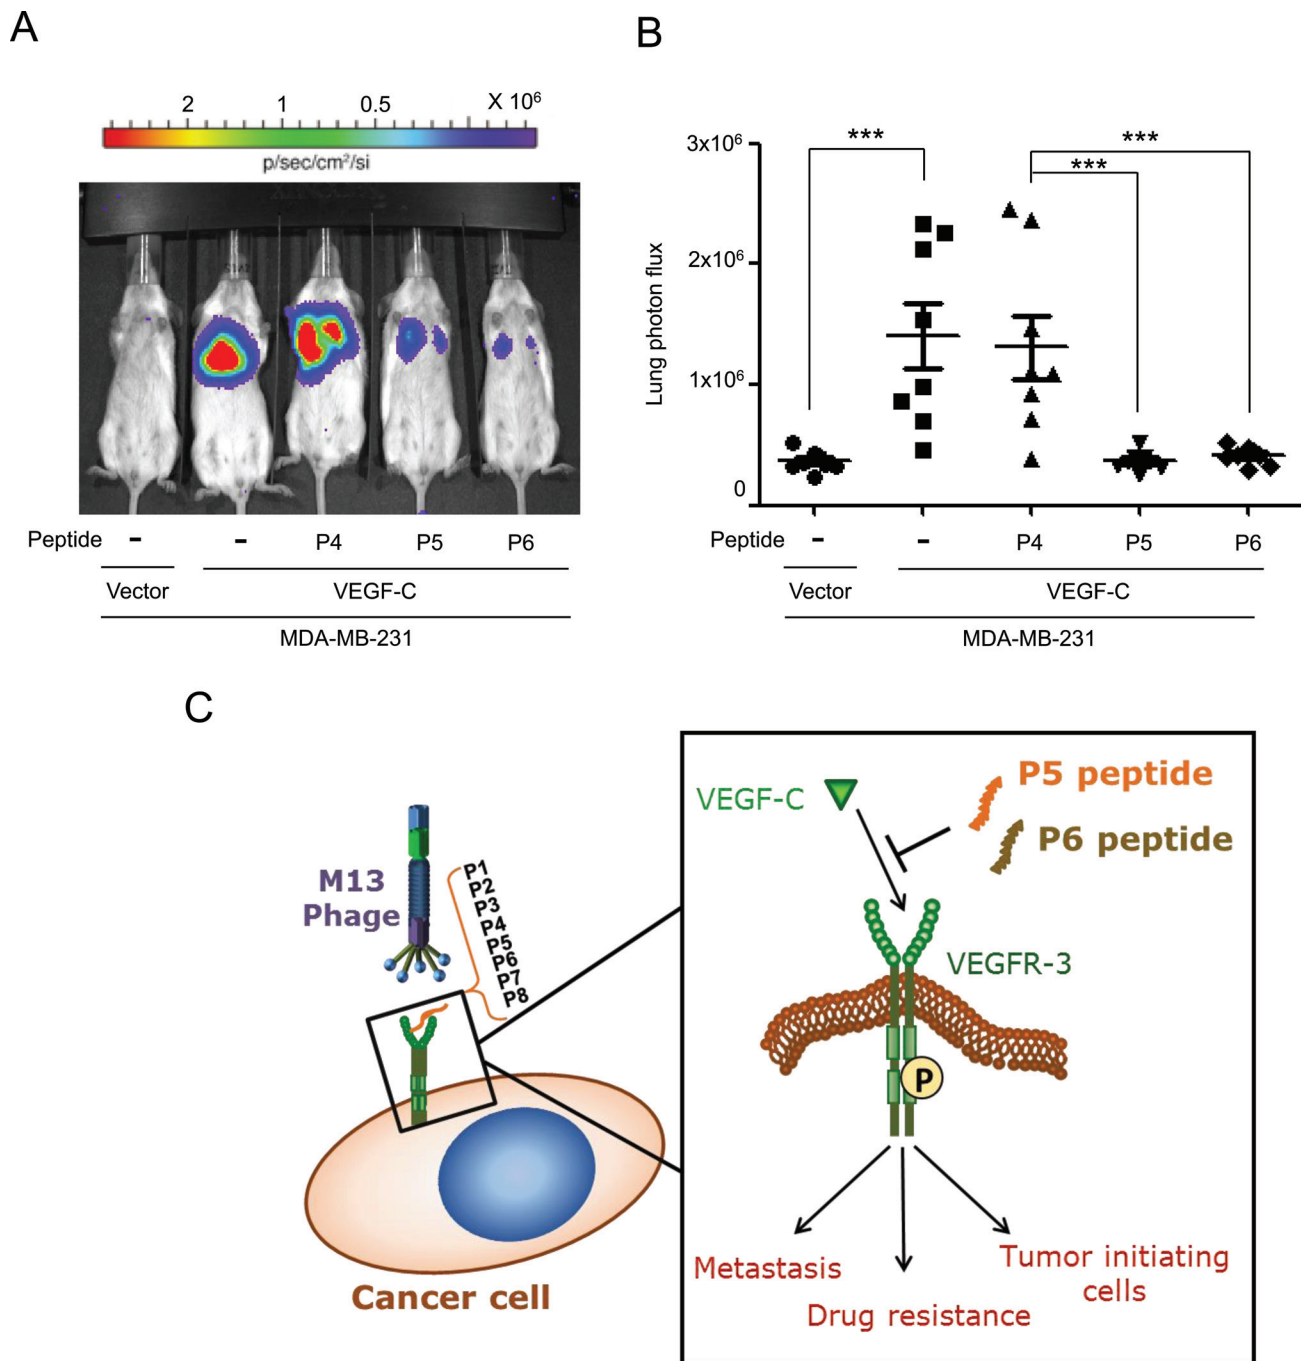 A
2 1 0.5 X 10⁶
p/sec/cm²/si
Peptide - - P4 P5 P6
Vector VEGF-C
MDA-MB-231
B
*** ***
***
3x10⁶
2x10⁶
1x10⁶
0
Lung photon flux
Peptide - - P4 P5 P6
Vector VEGF-C
MDA-MB-231
C
M13
Phage
P1
P2
P3
P4
P5
P6
P7
P8
Cancer cell
VEGF-C
P5 peptide
P6 peptide
VEGFR-3
P
Metastasis
Drug resistance
Tumor initiating
cells